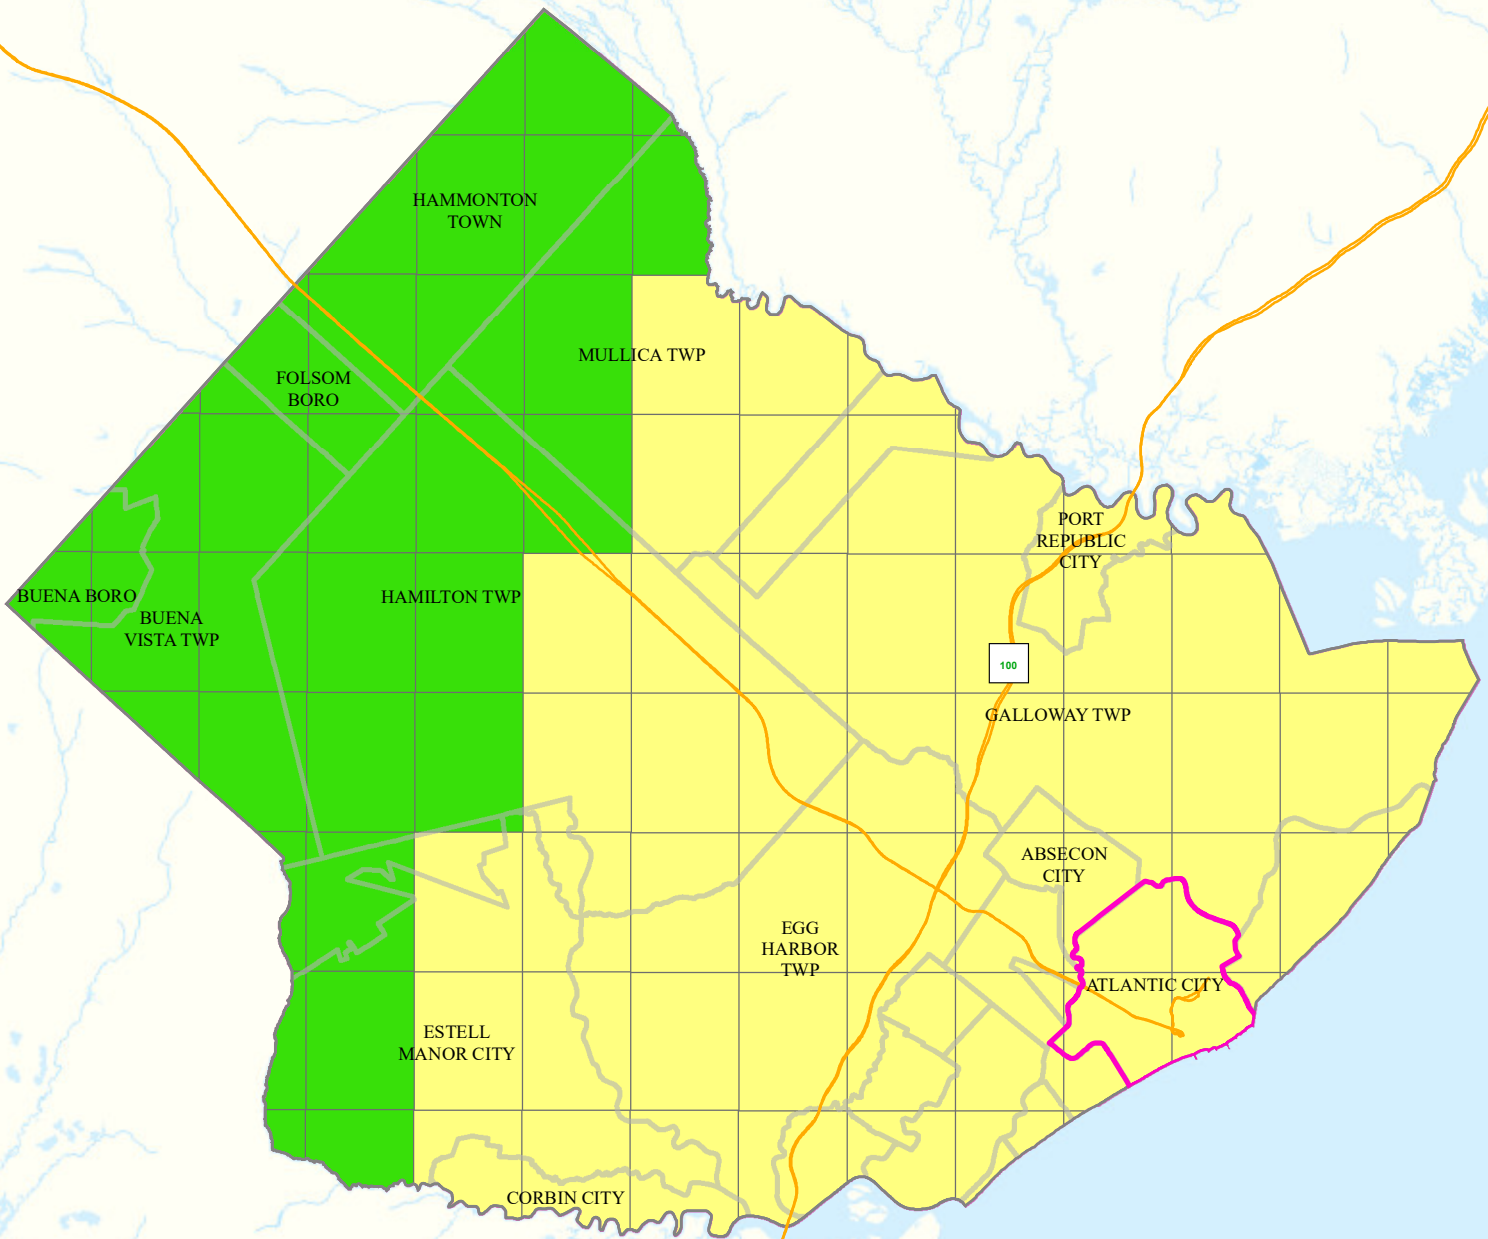 HAMMONTON
TOWN
MULLICA TWP
FOLSOM
BORO
PORT
REPUBLIC
CITY
BUENA BORO
BUENA
VISTA TWP
HAMILTON TWP
100
GALLOWAY TWP
ABSECON
CITY
EGG
HARBOR
TWP
ATLANTIC CITY
ESTELL
MANOR CITY
CORBIN CITY